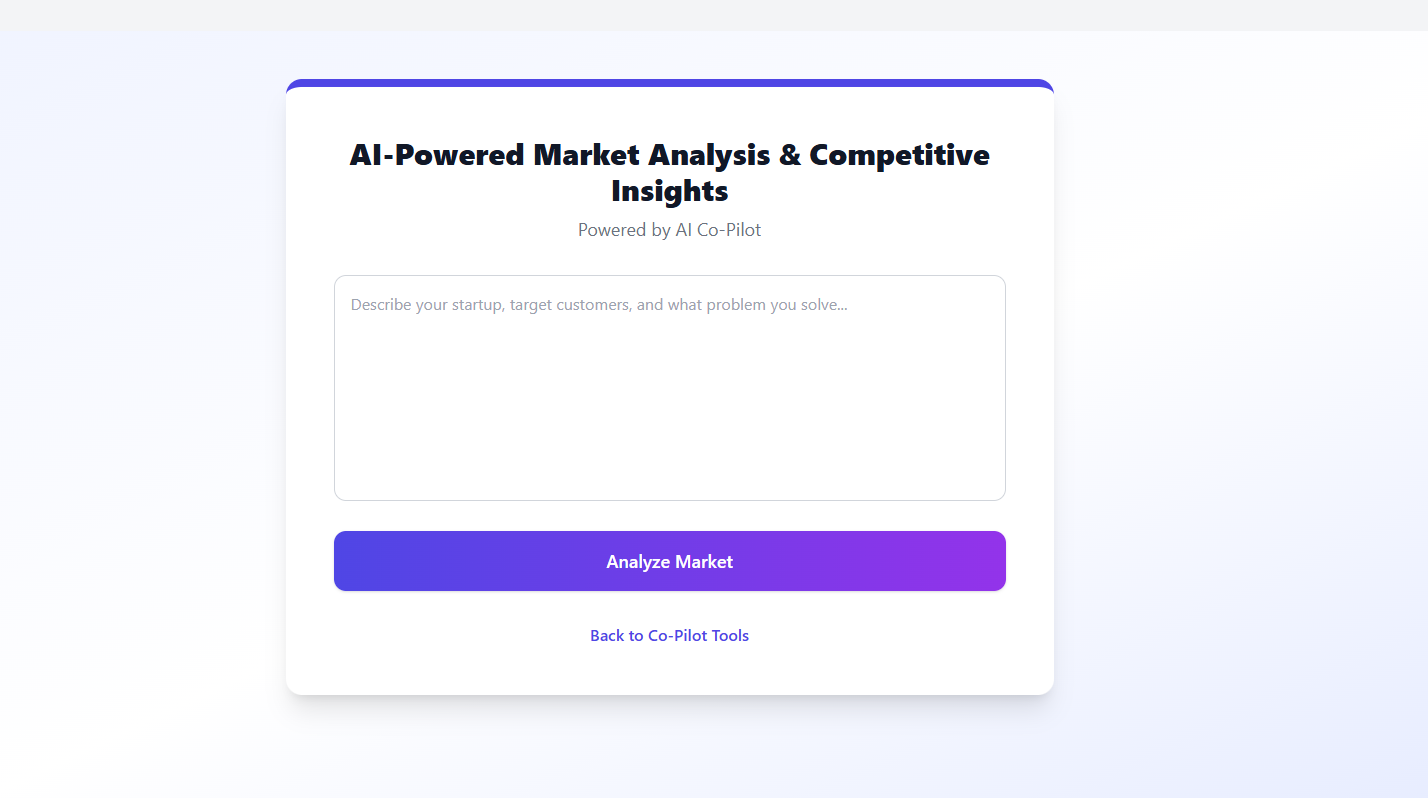 AI-Powered Market Analysis & Competitive
Insights
Powered by AI Co-Pilot
Describe your startup, target customers, and what problem you solve...
Analyze Market
Back to Co-Pilot Tools